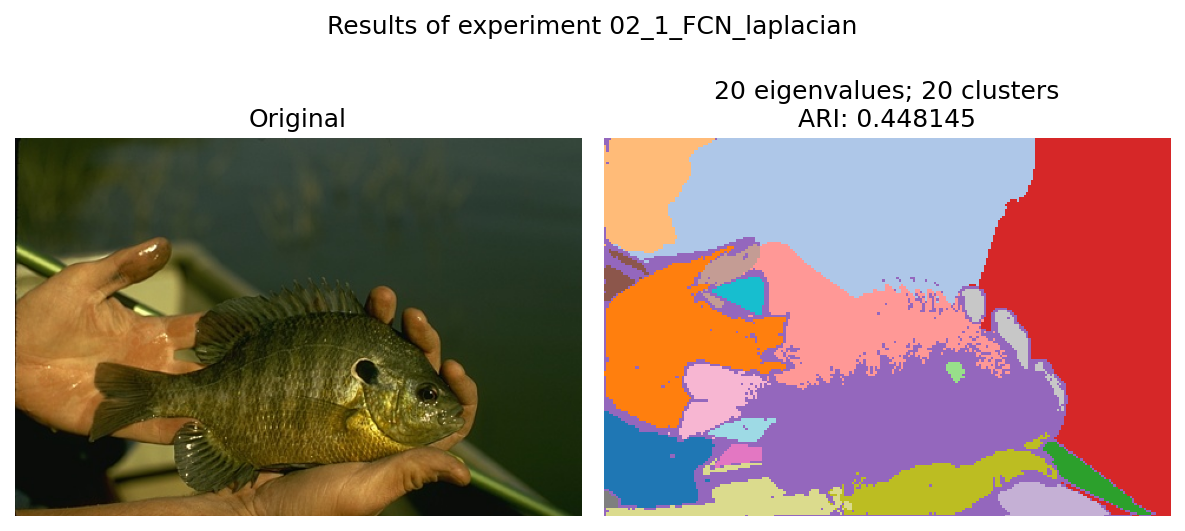 Results of experiment 02_1_FCN_laplacian
Original
20 eigenvalues; 20 clusters
ARI: 0.448145